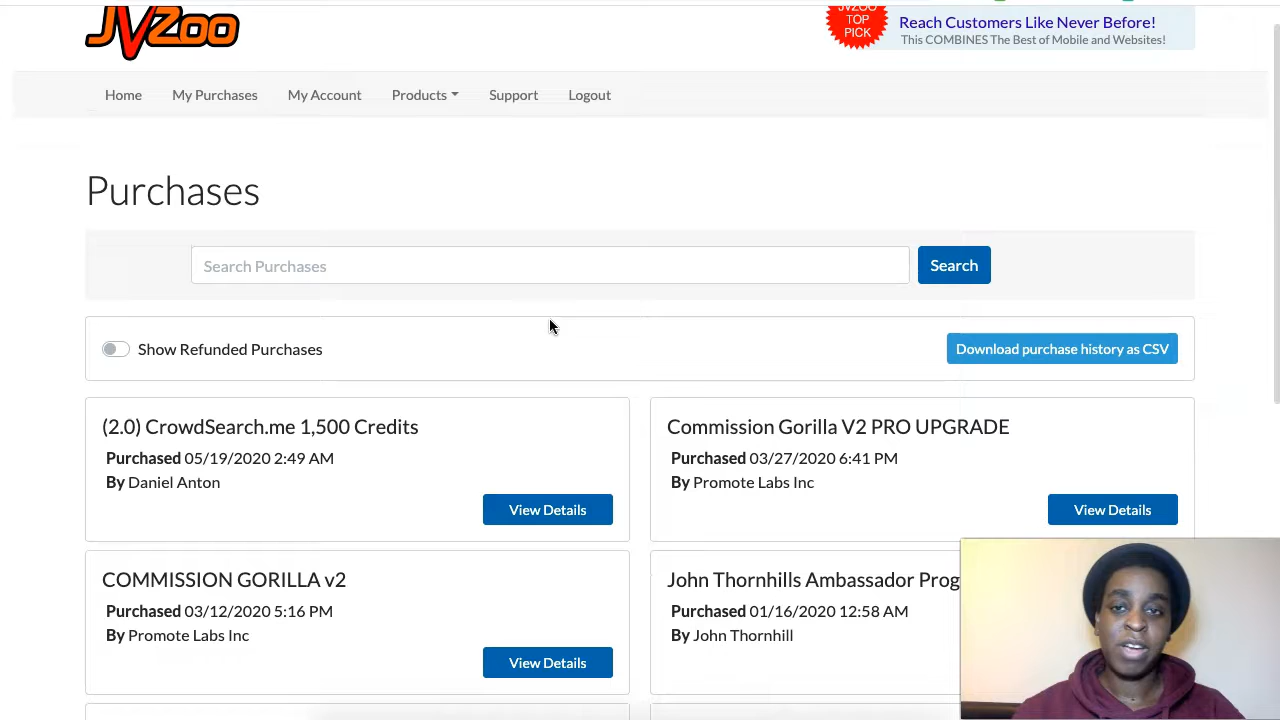 JVZoo
JVZOO
TOP
PICK
Reach Customers Like Never Before!
This COMBINES The Best of Mobile and Websites!
Home My Purchases My Account Products Support Logout
Purchases
Search Purchases Search
Show Refunded Purchases Download purchase history as CSV
(2.0) CrowdSearch.me 1,500 Credits
Purchased 05/19/2020 2:49 AM
By Daniel Anton
View Details
Commission Gorilla V2 PRO UPGRADE
Purchased 03/27/2020 6:41 PM
By Promote Labs Inc
View Details
COMMISSION GORILLA v2
Purchased 03/12/2020 5:16 PM
By Promote Labs Inc
View Details
John Thornhills Ambassador Prog
Purchased 01/16/2020 12:58 AM
By John Thornhill